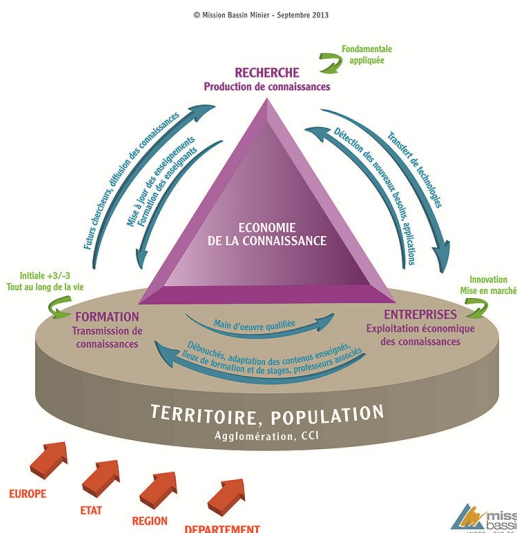 © Mission Bassin Minier - Septembre 2013
Fondamentale
appliquée
RECHERCHE
Production de connaissances
Futurs chercheurs, diffusion des connaissances
Mise à jour des enseignements
Formation des enseignants
Transfert de technologies
Détection des nouveaux besoins, applications
ECONOMIE
DE LA CONNAISSANCE
Initiale +3/-3
Tout au long de la vie
Innovation
Mise en marché
FORMATION
Transmission de
connaissances
ENTREPRISES
Exploitation économique
des connaissances
Main d'oeuvre qualifiée
Débouchés, adaptation des contenus enseignés,
lieux de formation et de stages, professeurs associés
TERRITOIRE, POPULATION
Agglomération, CCI
EUROPE
ETAT
REGION
DEPARTEMENT
miss
bassi